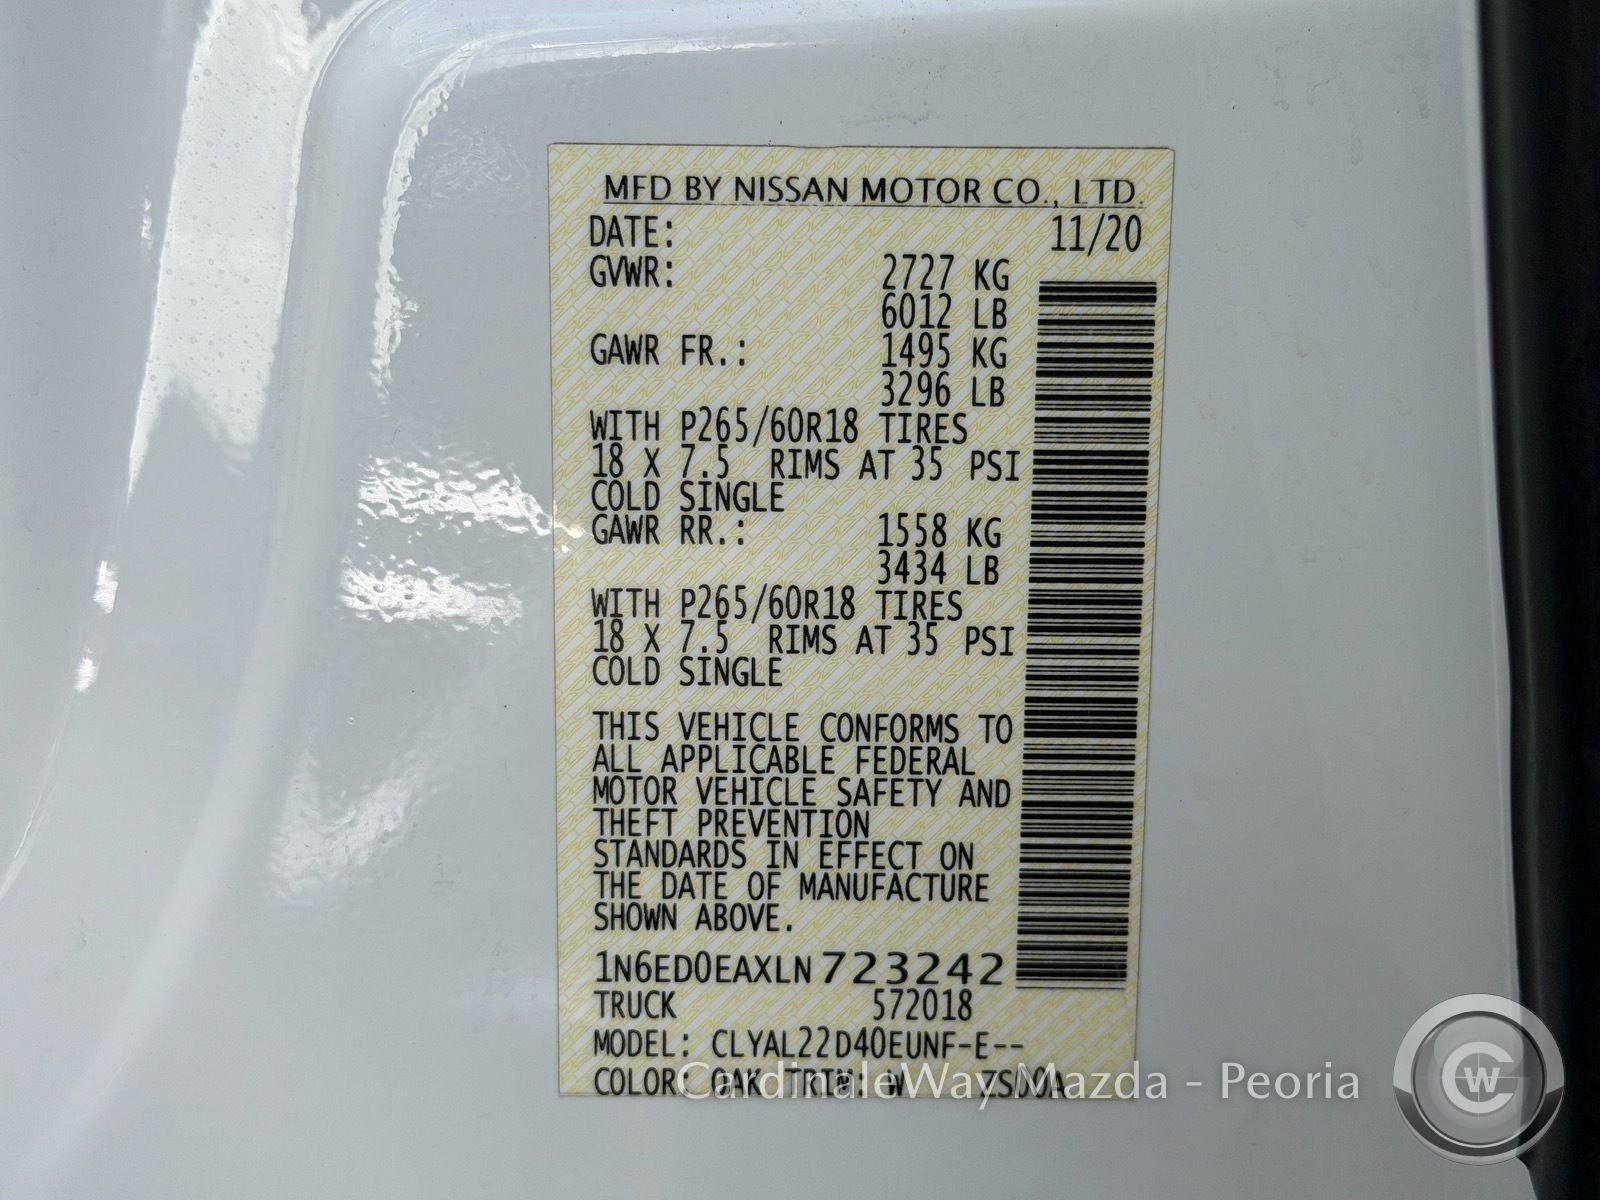 MFD BY NISSAN MOTOR CO., LTD.
DATE: 11/20
GVWR: 2727 KG
6012 LB
GAWR FR.: 1495 KG
3296 LB
WITH P265/60R18 TIRES
18 X 7.5 RIMS AT 35 PSI
COLD SINGLE
GAWR RR.: 1558 KG
3434 LB
WITH P265/60R18 TIRES
18 X 7.5 RIMS AT 35 PSI
COLD SINGLE
THIS VEHICLE CONFORMS TO
ALL APPLICABLE FEDERAL
MOTOR VEHICLE SAFETY AND
THEFT PREVENTION
STANDARDS IN EFFECT ON
THE DATE OF MANUFACTURE
SHOWN ABOVE.
1N6ED0EAXLN723242
TRUCK 572018
MODEL: CLYAL22D40EUNF-E--
COLOR: QAK TRIM: W
CardinaleWay Mazda - Peoria
CW